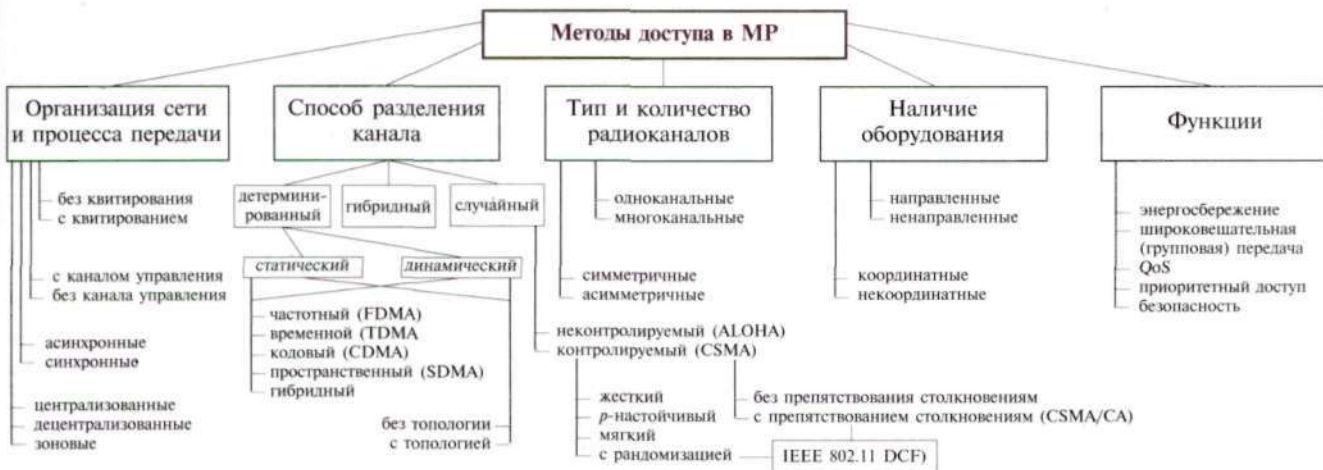 Методы доступа в МР
Организация сети
и процесса передачи
без квитирования
с квитированием
с каналом управления
без канала управления
асинхронные
синхронные
централизованные
децентрализованные
зоновые
Способ разделения
канала
детермини-
рованный
гибридный
случайный
статический
динамический
частотный (FDMA)
временной (TDMA
кодовый (CDMA)
пространственный (SDMA)
гибридный
без топологии
с топологией
Тип и количество
радиоканалов
одноканальные
многоканальные
симметричные
асимметричные
неконтролируемый (ALOHA)
контролируемый (CSMA)
жесткий
p-настойчивый
мягкий
с рандомизацией
без препятствования столкновениям
с препятствованием столкновениям (CSMA/CA)
IEEE 802.11 DCF)
Наличие
оборудования
направленные
ненаправленные
координатные
некоординатные
Функции
энергосбережение
широковещательная
(групповая) передача
QoS
приоритетный доступ
безопасность